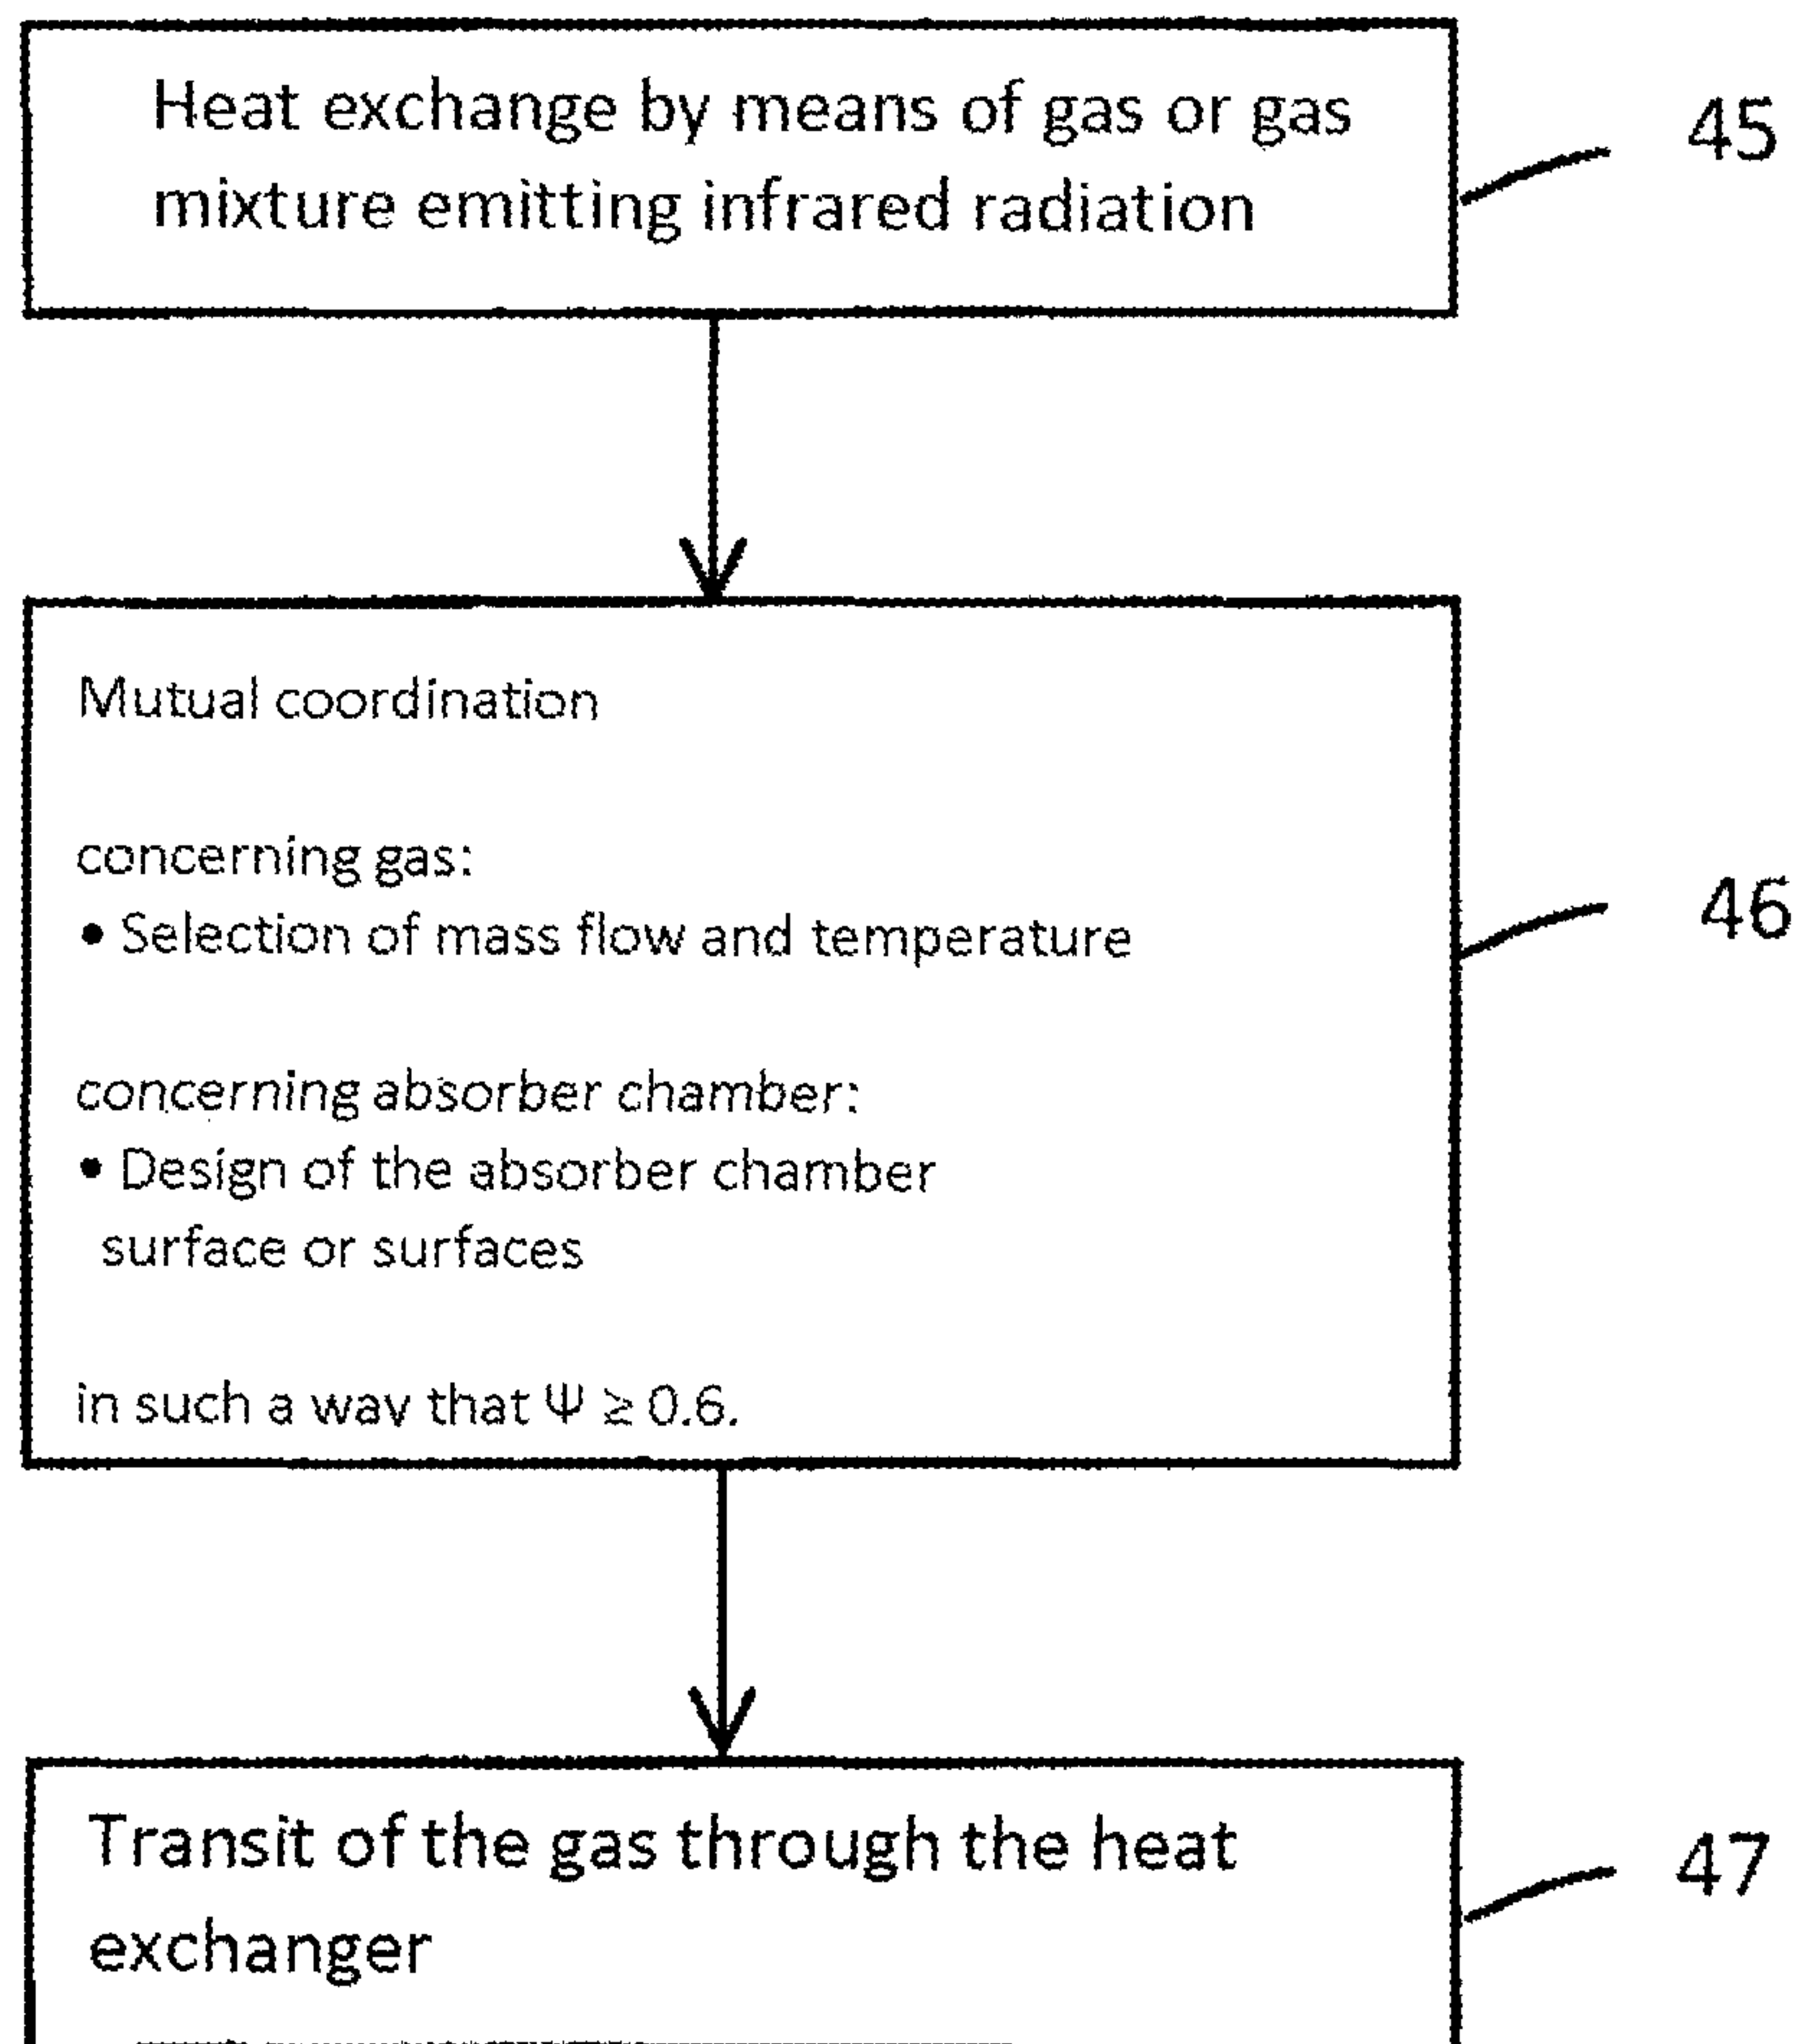 Heat exchange by means of gas or gas
mixture emitting infrared radiation
45
Mutual coordination
concerning gas:
• Selection of mass flow and temperature
46
concerning absorber chamber:
• Design of the absorber chamber
surface or surfaces
in such a way that Ψ ≥ 0.6.
Transit of the gas through the heat
exchanger
47